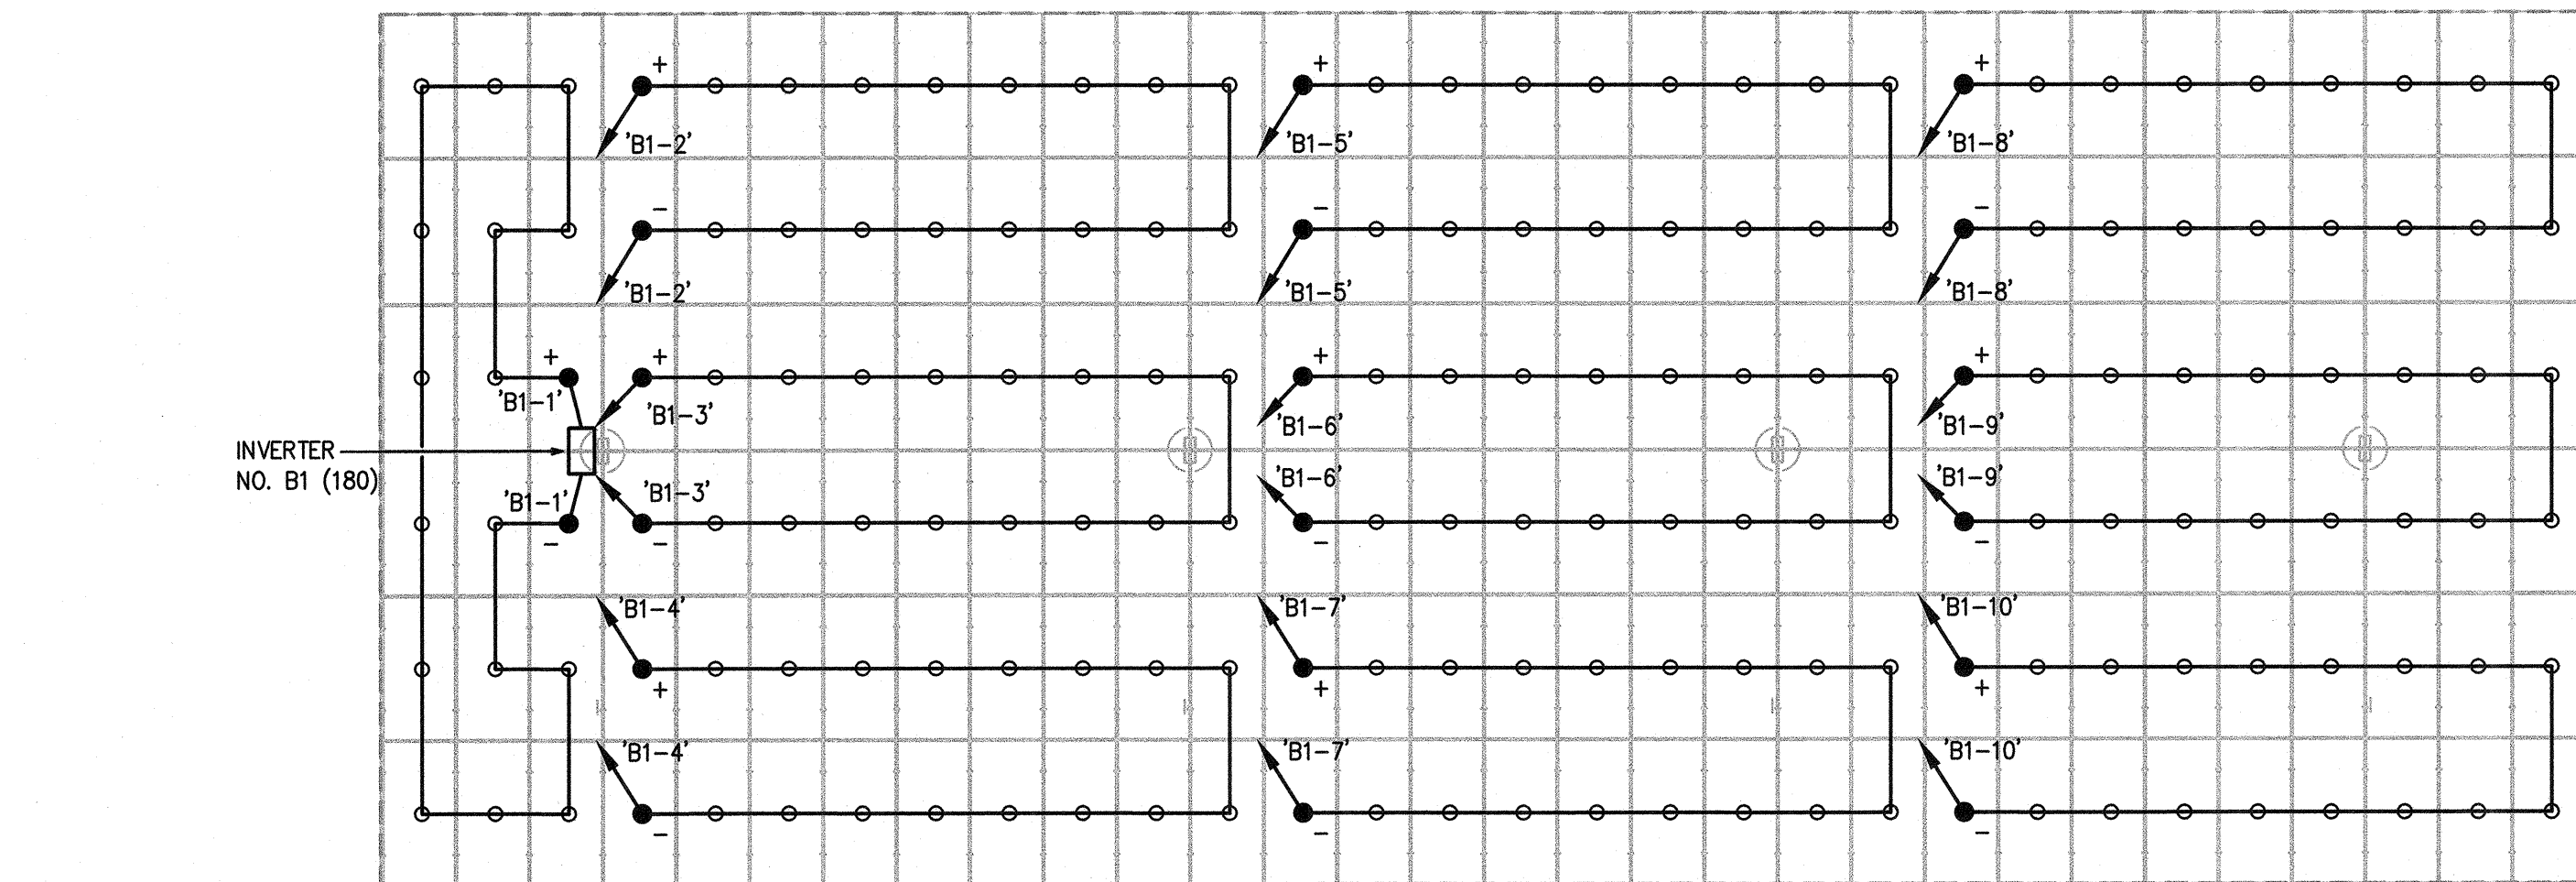 + + +
'B1-2' 'B1-5' 'B1-8'
- - -
'B1-2' 'B1-5' 'B1-8'
+ + + +
'B1-1' 'B1-3' 'B1-6' 'B1-9'
INVERTER
NO. B1 (180)
'B1-1' 'B1-3' 'B1-6' 'B1-9'
- - - -
'B1-4' 'B1-7' 'B1-10'
+ + +
'B1-4' 'B1-7' 'B1-10'
- - -